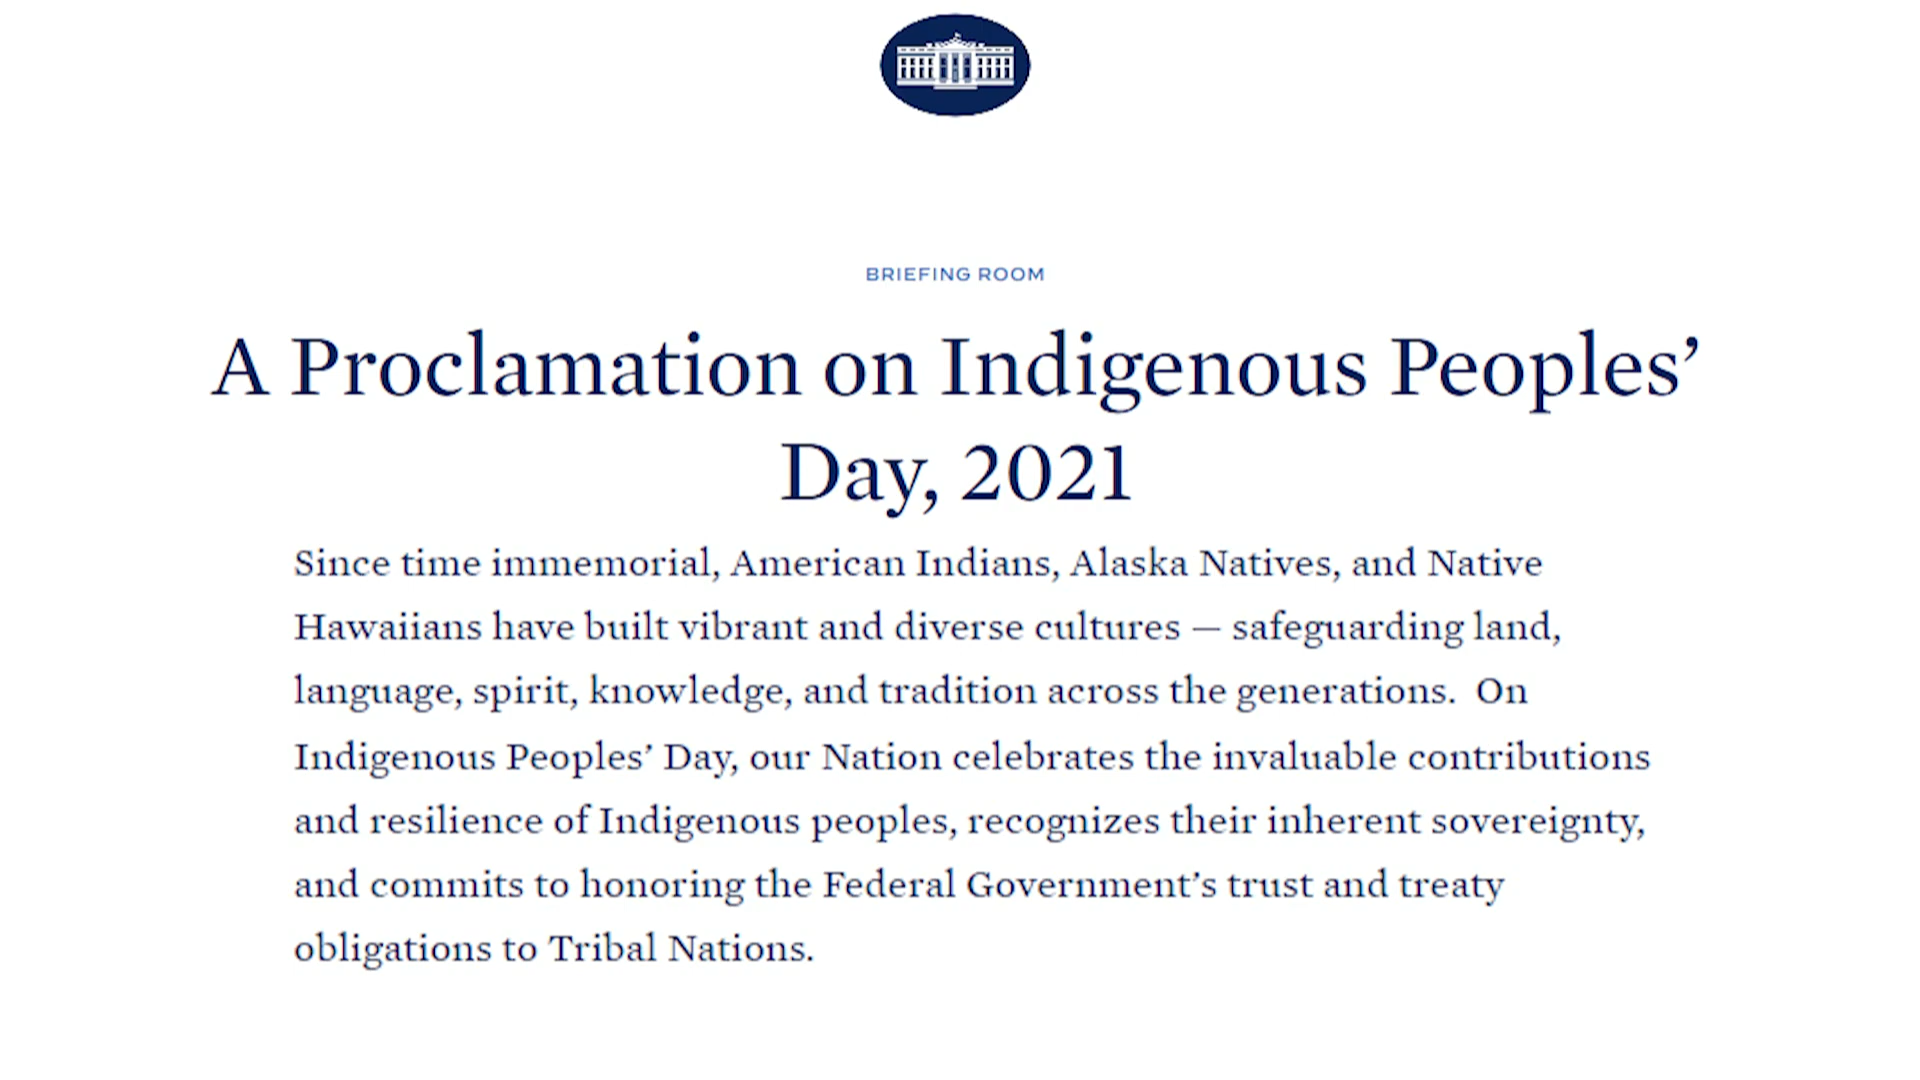 BRIEFING ROOM
A Proclamation on Indigenous Peoples’
Day, 2021
Since time immemorial, American Indians, Alaska Natives, and Native
Hawaiians have built vibrant and diverse cultures — safeguarding land,
language, spirit, knowledge, and tradition across the generations.  On
Indigenous Peoples’ Day, our Nation celebrates the invaluable contributions
and resilience of Indigenous peoples, recognizes their inherent sovereignty,
and commits to honoring the Federal Government’s trust and treaty
obligations to Tribal Nations.